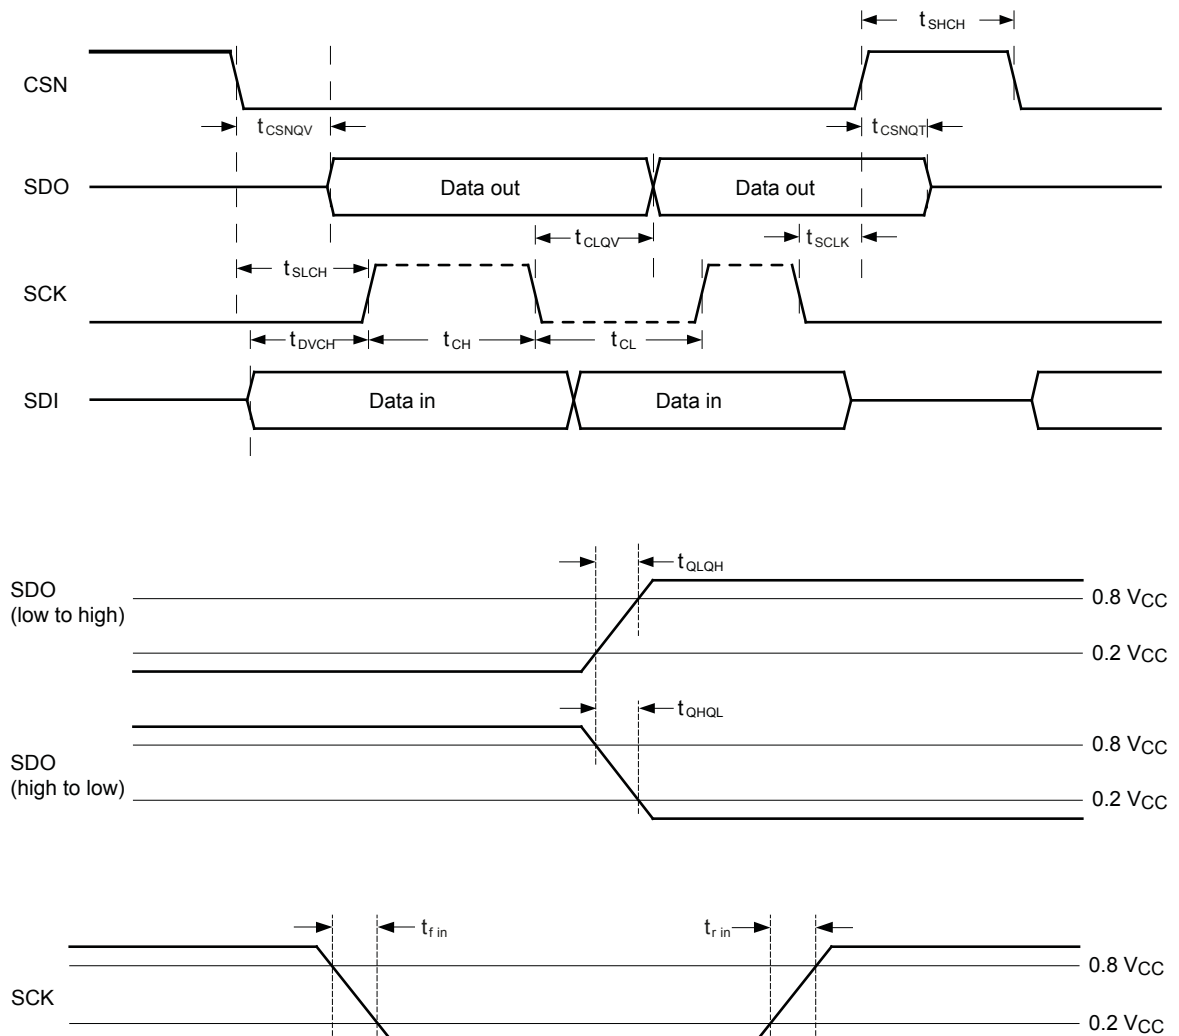 tSHCH
CSN
tCSNQV
tCSNQT
SDO
Data out
Data out
tCLQV
tSCLK
tSLCH
SCK
tDVCH
tCH
tCL
SDI
Data in
Data in
tQLQH
SDO
(low to high)
0.8 VCC
0.2 VCC
tQHQL
SDO
(high to low)
0.8 VCC
0.2 VCC
tf in
tr in
SCK
0.8 VCC
0.2 VCC